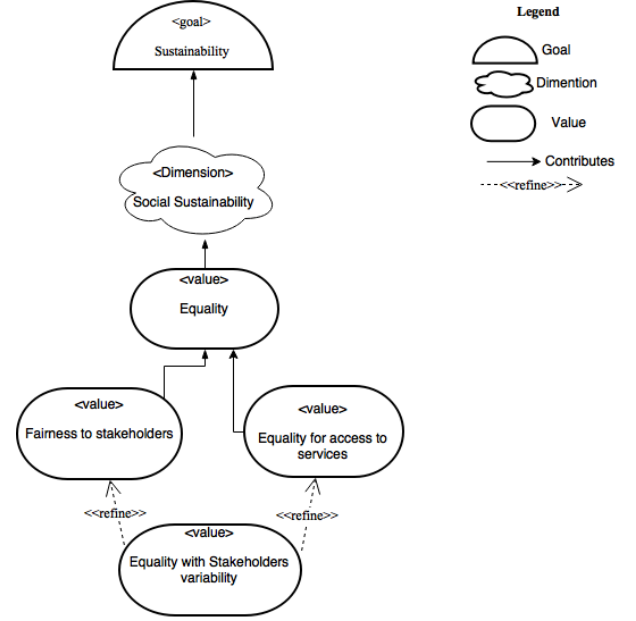 <goal>
Sustainability
<Dimension>
Social Sustainability
<value>
Equality
<value>
Fairness to stakeholders
<value>
Equality for access to
services
<<refine>>
<<refine>>
<value>
Equality with Stakeholders
variability
Legend
Goal
Dimention
Value
Contributes
<<refine>>